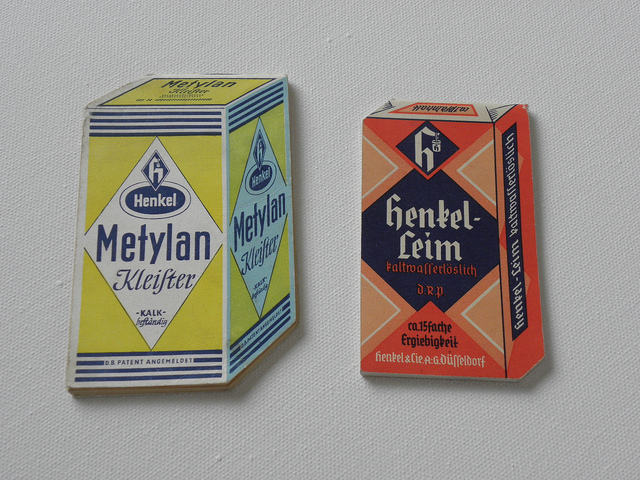 Metylan
Kleister
Henkel
Metylan
Kleiſter
-KALK-
beſtändig
D.B. PATENT ANGEMELDET
Henkel
Metylan
Kleiſter
Henkel-
Leim
kaltwaſſerlöslich
D.R.P
ca.15fache
Ergiebigkeit
Henkel & Cie. A:G. Düſſeldorf
Henkel-Leim kaltwaſſerlöslich